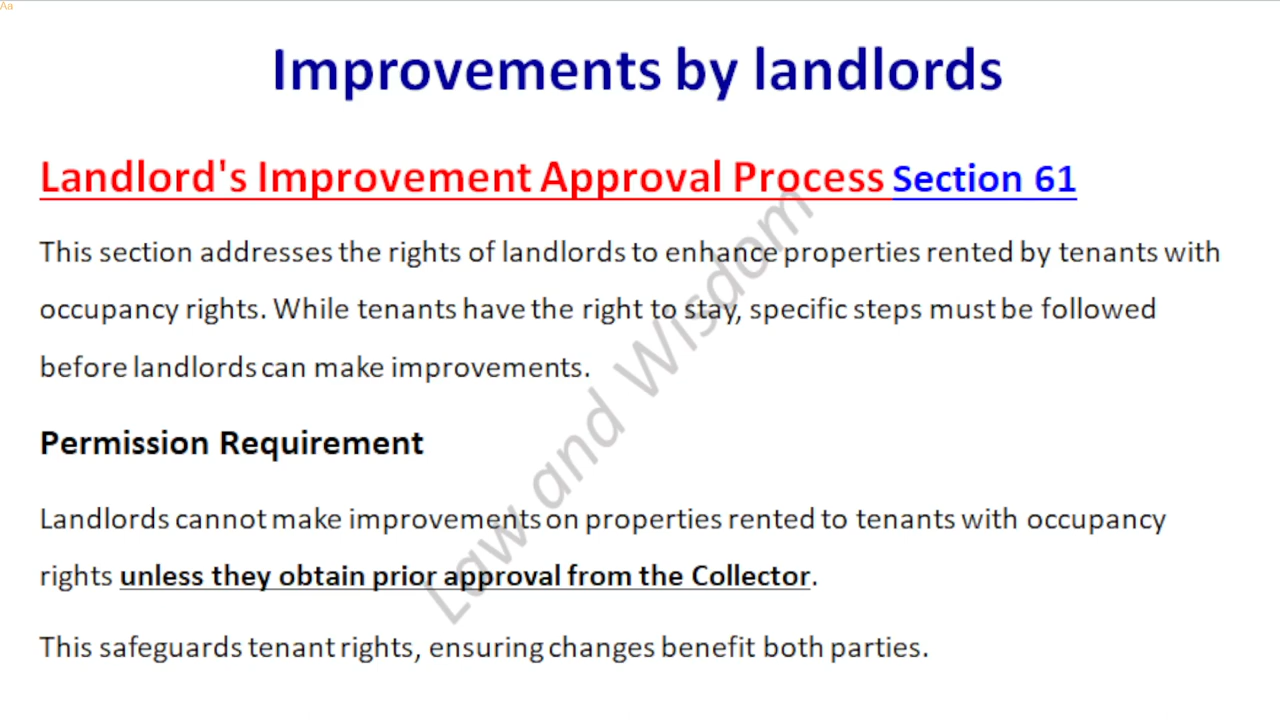 Aa
Improvements by landlords
Landlord's Improvement Approval Process Section 61
This section addresses the rights of landlords to enhance properties rented by tenants with
occupancy rights. While tenants have the right to stay, specific steps must be followed
before landlords can make improvements.
Permission Requirement
Landlords cannot make improvements on properties rented to tenants with occupancy
rights unless they obtain prior approval from the Collector.
This safeguards tenant rights, ensuring changes benefit both parties.
Law and Wisdom